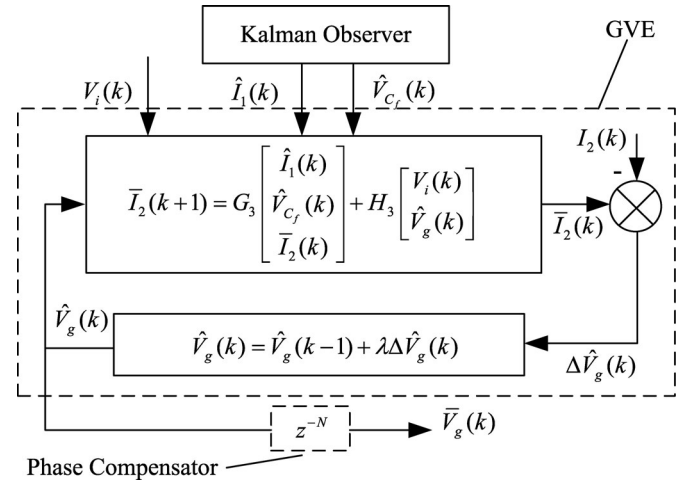 Kalman Observer
GVE
V_i(k)
Î_1(k)
V̂_{C_f}(k)
I_2(k)
-
Ī_2(k+1) = G_3 [Î_1(k) V̂_{C_f}(k) Ī_2(k)] + H_3 [V_i(k) V̂_g(k)]
Ī_2(k)
V̂_g(k)
V̂_g(k) = V̂_g(k−1) + λΔV̂_g(k)
ΔV̂_g(k)
z^{-N}
V̄_g(k)
Phase Compensator